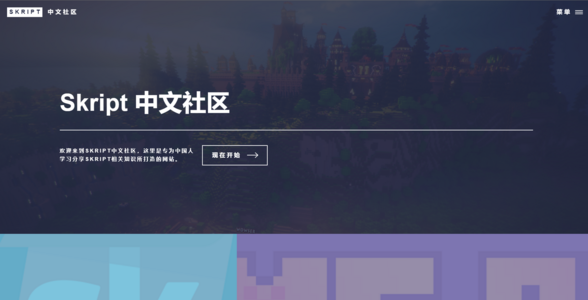 SKRIPT 中文社区
菜单
Skript 中文社区
欢迎来到SKRIPT中文社区，这里是专为中国人
学习分享SKRIPT相关知识所打造的网站。
现在开始